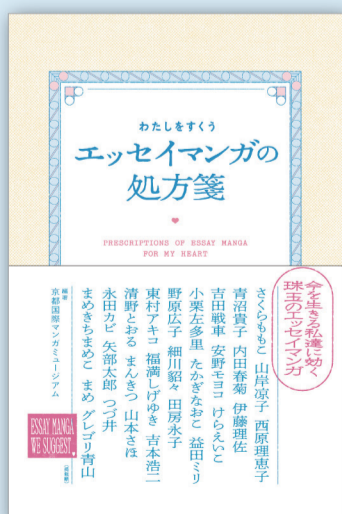 わたしをすくう
エッセイマンガの
処方箋
PRESCRIPTIONS OF ESSAY MANGA
FOR MY HEART
今を生きる私達に効く
珠玉のエッセイマンガ
さくらももこ 山岸凉子 西原理恵子
青沼貴子 内田春菊 伊藤理佐
吉田戦車 安野モヨコ けらえいこ
小栗左多里 たかぎなおこ 益田ミリ
野原広子 細川貂々 田房永子
東村アキコ 福満しげゆき 吉本浩二
清野とおる まんきつ 山本さほ
永田カビ 矢部太郎 つづ井
まめきちまめこ まめ グレゴリ青山
編著
京都国際マンガミュージアム
ESSAY MANGA
WE SUGGEST.